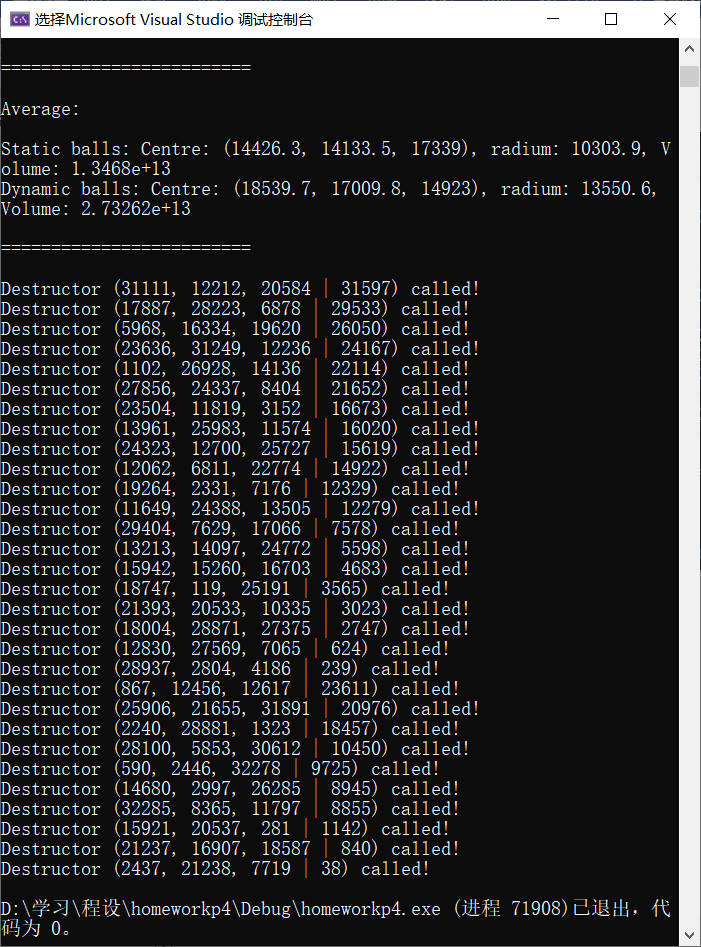 C:\
选择Microsoft Visual Studio 调试控制台
=========================
Average:
Static balls: Centre: (14426.3, 14133.5, 17339), radium: 10303.9, V
olume: 1.3468e+13
Dynamic balls: Centre: (18539.7, 17009.8, 14923), radium: 13550.6,
Volume: 2.73262e+13
=========================
Destructor (31111, 12212, 20584 | 31597) called!
Destructor (17887, 28223, 6878 | 29533) called!
Destructor (5968, 16334, 19620 | 26050) called!
Destructor (23636, 31249, 12236 | 24167) called!
Destructor (1102, 26928, 14136 | 22114) called!
Destructor (27856, 24337, 8404 | 21652) called!
Destructor (23504, 11819, 3152 | 16673) called!
Destructor (13961, 25983, 11574 | 16020) called!
Destructor (24323, 12700, 25727 | 15619) called!
Destructor (12062, 6811, 22774 | 14922) called!
Destructor (19264, 2331, 7176 | 12329) called!
Destructor (11649, 24388, 13505 | 12279) called!
Destructor (29404, 7629, 17066 | 7578) called!
Destructor (13213, 14097, 24772 | 5598) called!
Destructor (15942, 15260, 16703 | 4683) called!
Destructor (18747, 119, 25191 | 3565) called!
Destructor (21393, 20533, 10335 | 3023) called!
Destructor (18004, 28871, 27375 | 2747) called!
Destructor (12830, 27569, 7065 | 624) called!
Destructor (28937, 2804, 4186 | 239) called!
Destructor (867, 12456, 12617 | 23611) called!
Destructor (25906, 21655, 31891 | 20976) called!
Destructor (2240, 28881, 1323 | 18457) called!
Destructor (28100, 5853, 30612 | 10450) called!
Destructor (590, 2446, 32278 | 9725) called!
Destructor (14680, 2997, 26285 | 8945) called!
Destructor (32285, 8365, 11797 | 8855) called!
Destructor (15921, 20537, 281 | 1142) called!
Destructor (21237, 16907, 18587 | 840) called!
Destructor (2437, 21238, 7719 | 38) called!
D:\学习\程设\homeworkp4\Debug\homeworkp4.exe (进程 71908)已退出，代
码为 0。